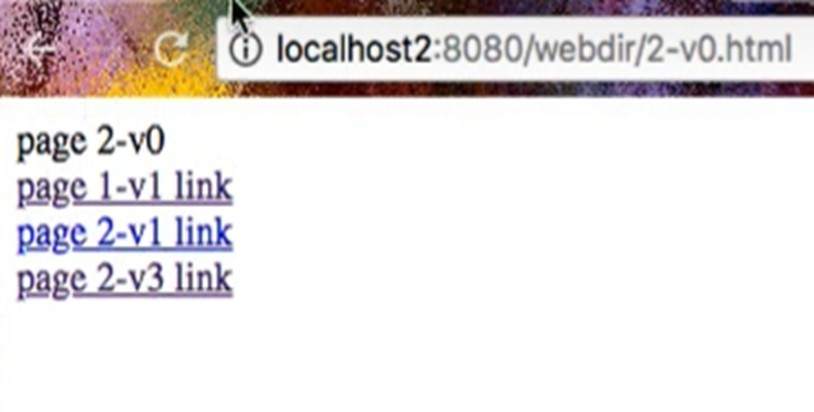 localhost2:8080/webdir/2-v0.html
page 2-v0
page 1-v1 link
page 2-v1 link
page 2-v3 link